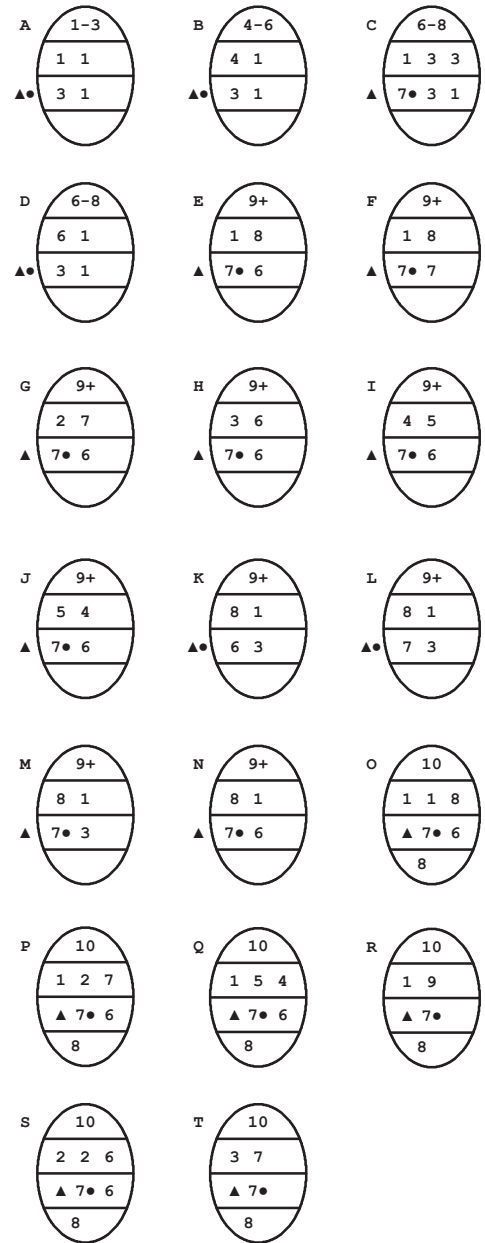 A 1-3 B 4-6 C 6-8
1 1 4 1 1 3 3
▲● 3 1 ▲● 3 1 ▲ 7● 3 1
D 6-8 E 9+ F 9+
6 1 1 8 1 8
▲● 3 1 ▲ 7● 6 ▲ 7● 7
G 9+ H 9+ I 9+
2 7 3 6 4 5
▲ 7● 6 ▲ 7● 6 ▲ 7● 6
J 9+ K 9+ L 9+
5 4 8 1 8 1
▲ 7● 6 ▲● 6 3 ▲● 7 3
M 9+ N 9+ O 10
8 1 8 1 1 1 8
▲ 7● 3 ▲ 7● 6 ▲ 7● 6
8
P 10 Q 10 R 10
1 2 7 1 5 4 1 9
▲ 7● 6 ▲ 7● 6 ▲ 7●
8 8 8
S 10 T 10
2 2 6 3 7
▲ 7● 6 ▲ 7●
8 8